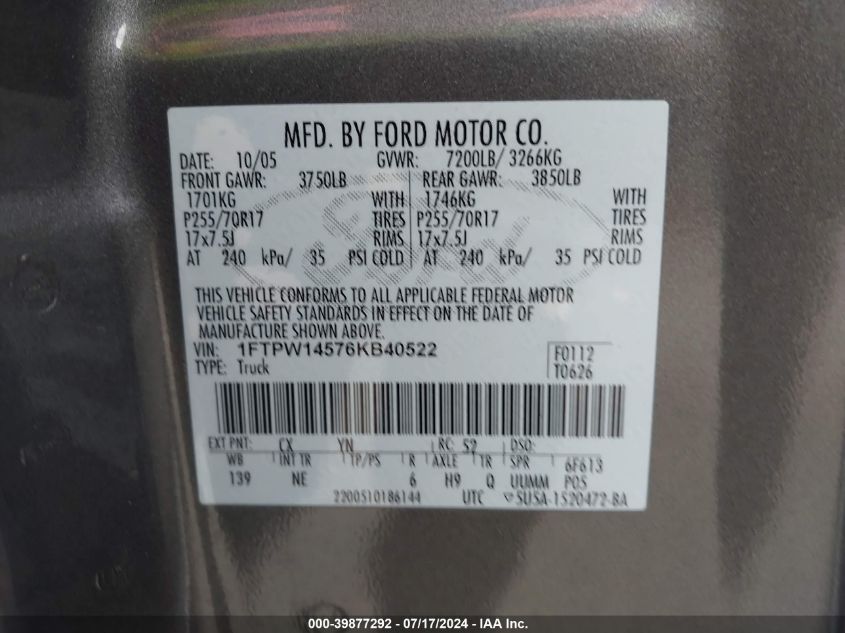 MFD. BY FORD MOTOR CO.
DATE: 10/05 GVWR: 7200LB/ 3266KG
FRONT GAWR: 3750LB REAR GAWR: 3850LB
1701KG WITH 1746KG WITH
P255/70R17 TIRES P255/70R17 TIRES
17x7.5J RIMS 17x7.5J RIMS
AT 240 kPa/ 35 PSI COLD AT 240 kPa/ 35 PSI COLD
THIS VEHICLE CONFORMS TO ALL APPLICABLE FEDERAL MOTOR
VEHICLE SAFETY STANDARDS IN EFFECT ON THE DATE OF
MANUFACTURE SHOWN ABOVE.
VIN: 1FTPW14576KB40522 F0112
TYPE: Truck T0626
EXT PNT: CX YN RC: 52 DSO:
WB INT TR TP/PS R AXLE TR SPR 6F613
139 NE 6 H9 Q UUMM POS
2200510186144 UTC 5U5A-1520472-BA
000-39877292 - 07/17/2024 - IAA Inc.